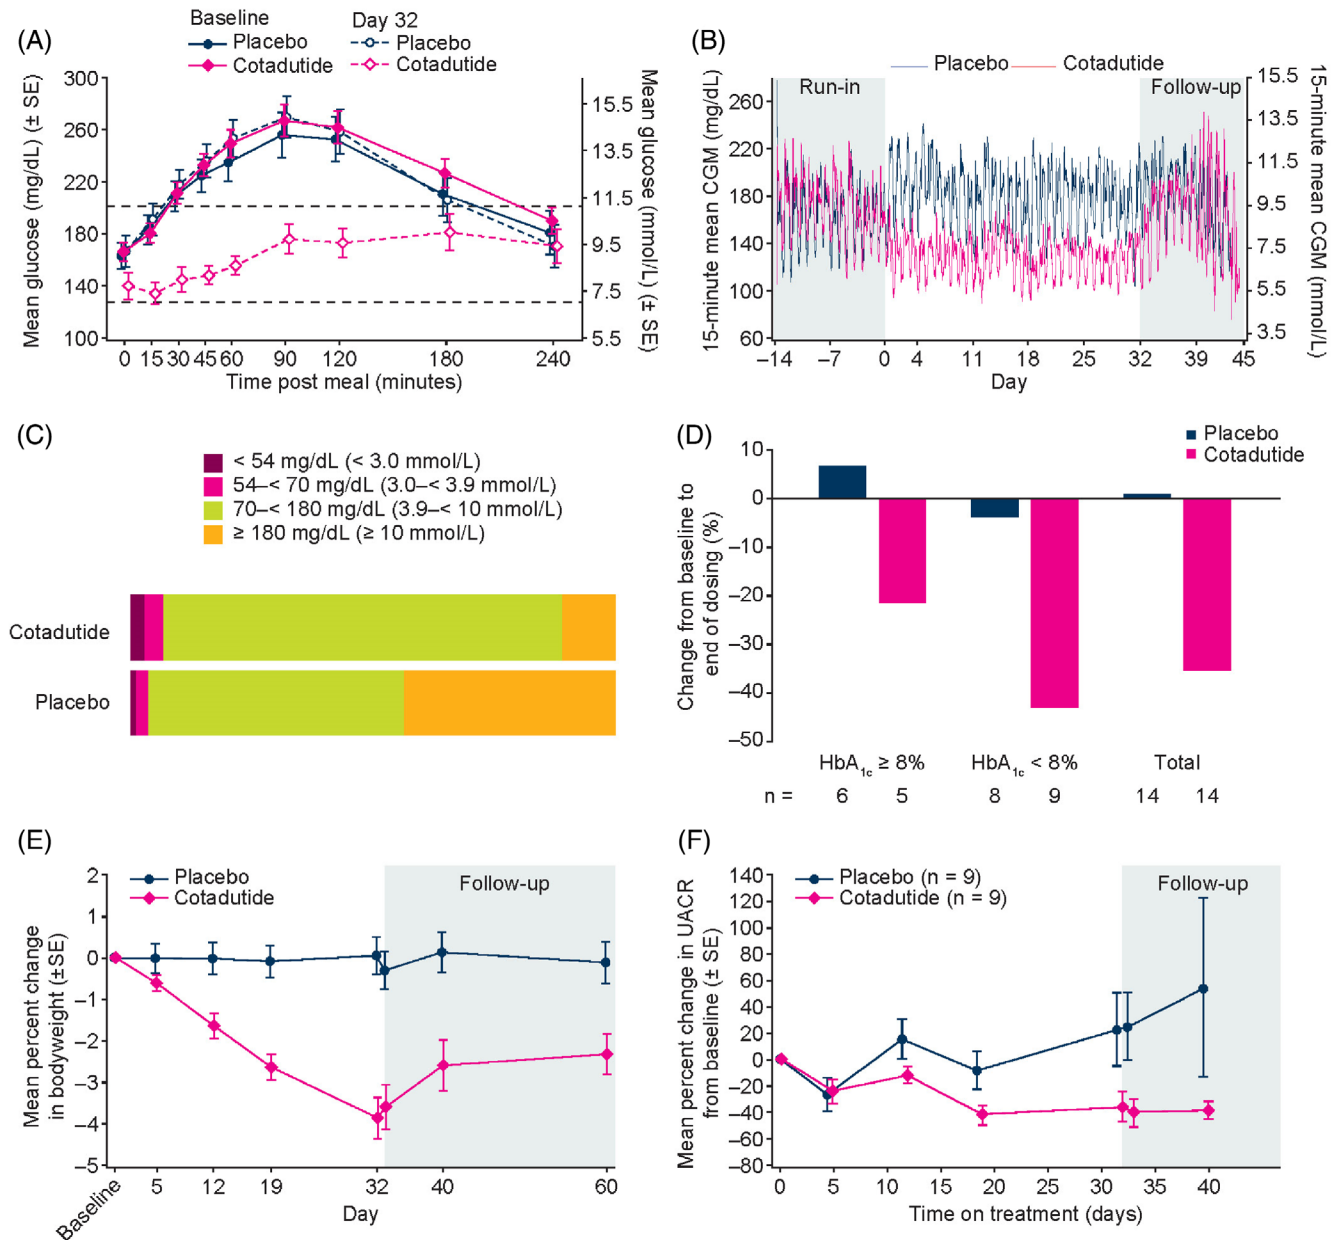 (A)
Baseline
Day 32
Placebo
Placebo
Cotadutide
Cotadutide
Mean glucose (mg/dL) (± SE)
300
260
220
180
140
100
15.5
13.5
11.5
9.5
7.5
5.5
Mean glucose (mmol/L) (± SE)
0 15 30 45 60 90 120 180 240
Time post meal (minutes)
(B)
Placebo
Cotadutide
Run-in
Follow-up
15-minute mean CGM (mg/dL)
260
220
180
140
100
60
15.5
13.5
11.5
9.5
7.5
5.5
3.5
15-minute mean CGM (mmol/L)
–14 –7 0 4 11 18 25 32 39 45
Day
(C)
< 54 mg/dL (< 3.0 mmol/L)
54–< 70 mg/dL (3.0–< 3.9 mmol/L)
70–< 180 mg/dL (3.9–< 10 mmol/L)
≥ 180 mg/dL (≥ 10 mmol/L)
Cotadutide
Placebo
(D)
Placebo
Cotadutide
Change from baseline to
end of dosing (%)
10
0
–10
–20
–30
–40
–50
HbA1c ≥ 8% HbA1c < 8% Total
n = 6 5 8 9 14 14
(E)
Placebo
Cotadutide
Follow-up
Mean percent change
in bodyweight (±SE)
2
1
0
–1
–2
–3
–4
–5
Baseline 5 12 19 32 40 60
Day
(F)
Placebo (n = 9)
Cotadutide (n = 9)
Follow-up
Mean percent change in UACR
from baseline (± SE)
140
120
100
80
60
40
20
0
–20
–40
–60
–80
0 5 10 15 20 25 30 35 40
Time on treatment (days)